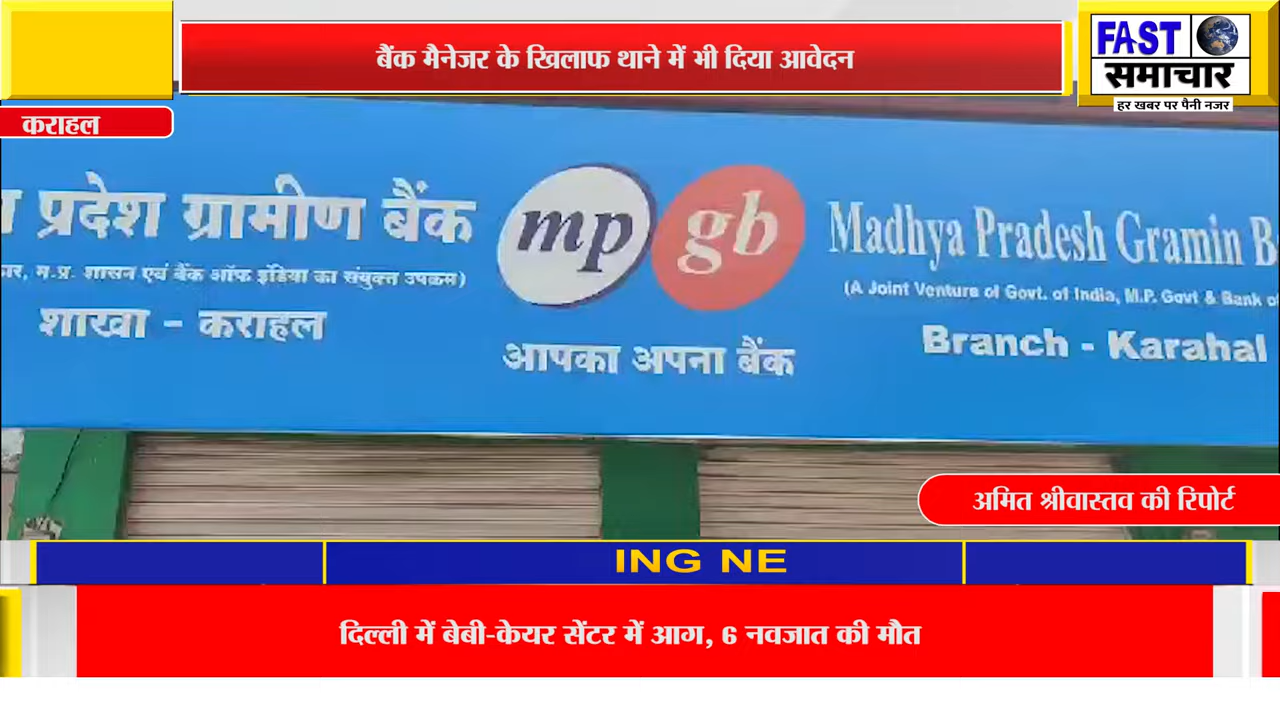 बैंक मैनेजर के खिलाफ थाने में भी दिया आवेदन
FAST
समाचार
हर खबर पर पैनी नजर
कराहल
प्रदेश ग्रामीण बैंक
म.प्र. शासन एवं बैंक ऑफ इंडिया का संयुक्त उपक्रम)
शाखा - कराहल
mp gb
आपका अपना बैंक
Madhya Pradesh Gramin B
(A Joint Venture of Govt. of India, M.P. Govt & Bank of
Branch - Karahal
अमित श्रीवास्तव की रिपोर्ट
ING NE
दिल्ली में बेबी-केयर सेंटर में आग, 6 नवजात की मौत